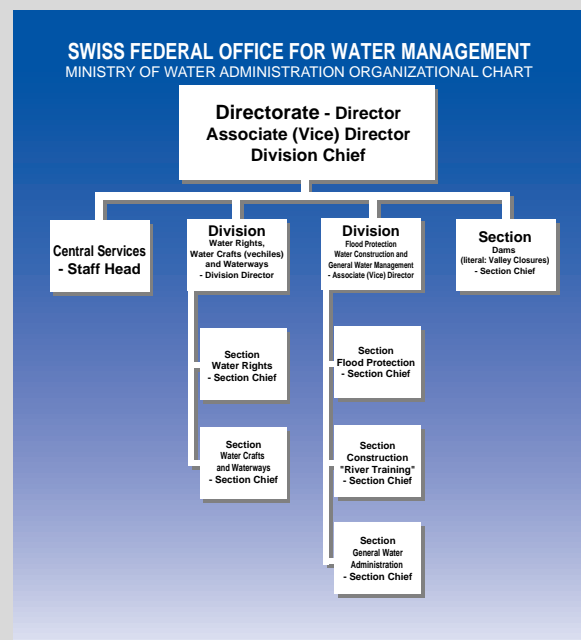 SWISS FEDERAL OFFICE FOR WATER MANAGEMENT
MINISTRY OF WATER ADMINISTRATION ORGANIZATIONAL CHART
Directorate - Director
Associate (Vice) Director
Division Chief
Central Services
- Staff Head
Division
Water Rights,
Water Crafts (vechiles)
and Waterways
- Division Director
Division
Flood Protection
Water Construction and
General Water Management
- Associate (Vice) Director
Section
Dams
(literal: Valley Closures)
- Section Chief
Section
Water Rights
- Section Chief
Section
Water Crafts
and Waterways
- Section Chief
Section
Flood Protection
- Section Chief
Section
Construction
"River Training"
- Section Chief
Section
General Water
Administration
- Section Chief